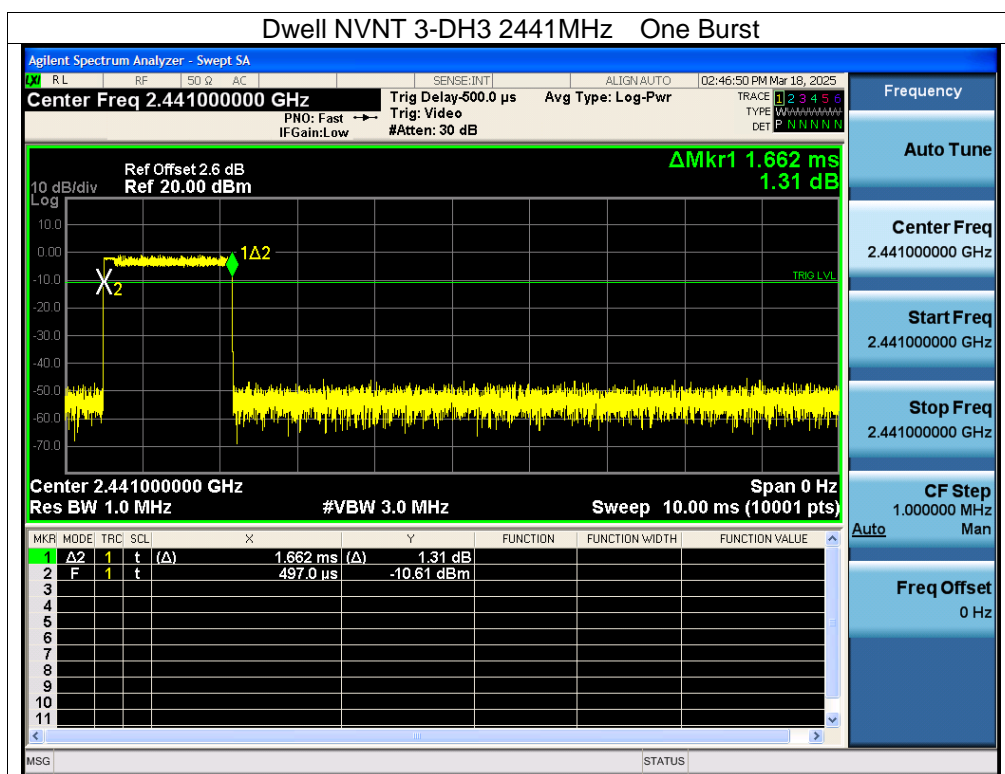 Dwell NVNT 3-DH3 2441MHz One Burst
Agilent Spectrum Analyzer - Swept SA
LXI RL RF 50 Ω AC SENSE:INT ALIGN AUTO 02:46:50 PM Mar 18, 2025
Center Freq 2.441000000 GHz
PNO: Fast
IFGain:Low
Trig Delay-500.0 µs
Trig: Video
#Atten: 30 dB
Avg Type: Log-Pwr
TRACE 1 2 3 4 5 6
TYPE
DET P N N N N N
Frequency
ΔMkr1 1.662 ms
1.31 dB
Ref Offset 2.6 dB
10 dB/div Ref 20.00 dBm
Log
10.0
0.00
-10.0
-20.0
-30.0
-40.0
-50.0
-60.0
-70.0
1Δ2
2
TRIG LVL
Center 2.441000000 GHz Span 0 Hz
Res BW 1.0 MHz #VBW 3.0 MHz Sweep 10.00 ms (10001 pts)
MKR MODE TRC SCL X Y FUNCTION FUNCTION WIDTH FUNCTION VALUE
1 Δ2 1 t (Δ) 1.662 ms (Δ) 1.31 dB
2 F 1 t 497.0 µs -10.61 dBm
3
4
5
6
7
8
9
10
11
MSG STATUS
Auto Tune
Center Freq
2.441000000 GHz
Start Freq
2.441000000 GHz
Stop Freq
2.441000000 GHz
CF Step
1.000000 MHz
Auto Man
Freq Offset
0 Hz